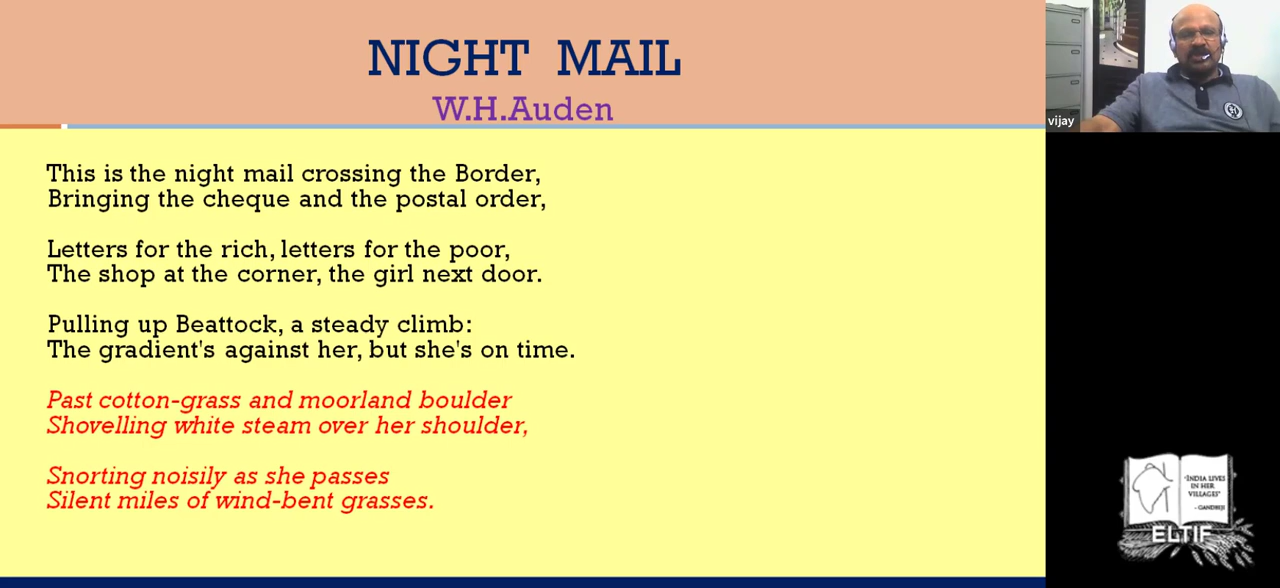 NIGHT MAIL
W.H.Auden
This is the night mail crossing the Border,
Bringing the cheque and the postal order,
Letters for the rich, letters for the poor,
The shop at the corner, the girl next door.
Pulling up Beattock, a steady climb:
The gradient's against her, but she's on time.
Past cotton-grass and moorland boulder
Shovelling white steam over her shoulder,
Snorting noisily as she passes
Silent miles of wind-bent grasses.
vijay
"INDIA LIVES
IN HER
VILLAGES"
- GANDHIJI
ELTIF